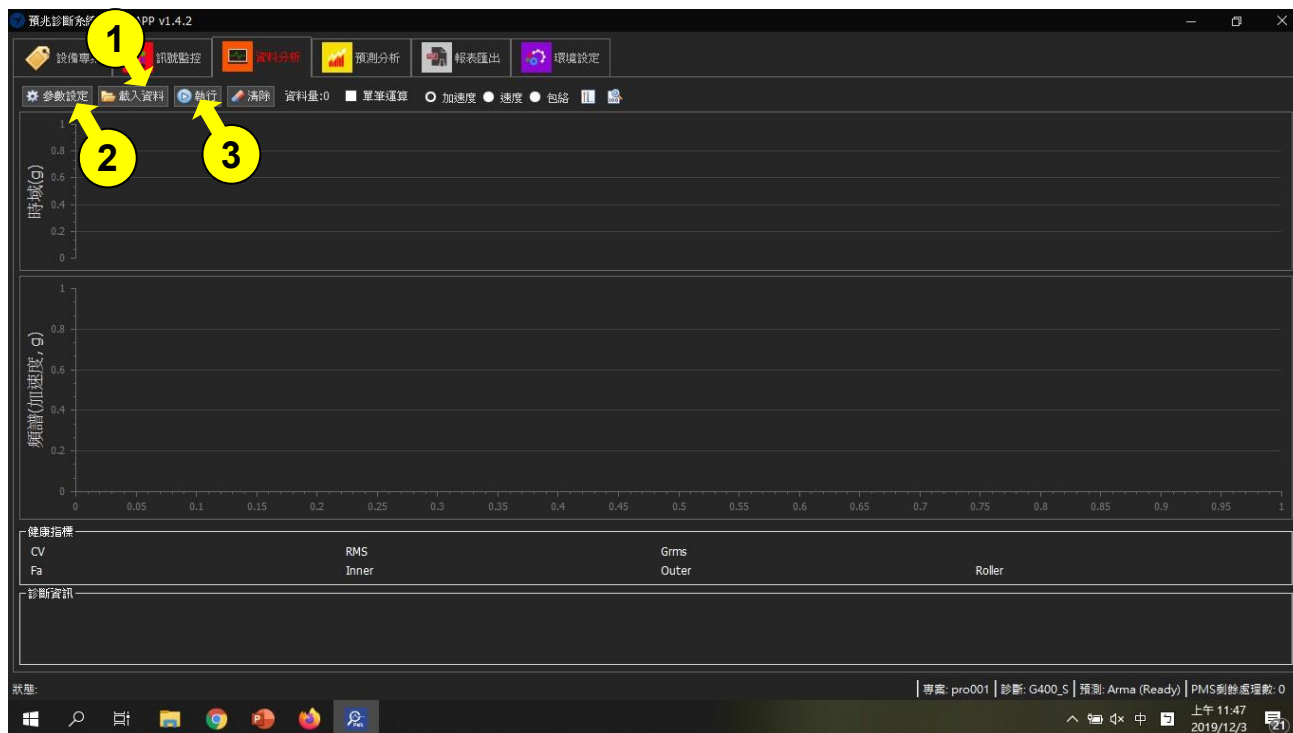 預兆診斷系 APP v1.4.2
1
設備專 訊號監控 資料分析 預測分析 報表匯出 環境設定
參數設定 載入資料 執行 清除 資料量:0 單筆運算 加速度 速度 包絡
2
3
時域(g)
1
0.8
0.6
0.4
0.2
0
頻譜(加速度, g)
1
0.8
0.6
0.4
0.2
0
0 0.05 0.1 0.15 0.2 0.25 0.3 0.35 0.4 0.45 0.5 0.55 0.6 0.65 0.7 0.75 0.8 0.85 0.9 0.95 1
健康指標
CV RMS Grms
Fa Inner Outer Roller
診斷資訊
狀態:
專案: pro001 診斷: G400_S 預測: Arma (Ready) PMS剩餘處理數: 0
中 上午 11:47
2019/12/3 21